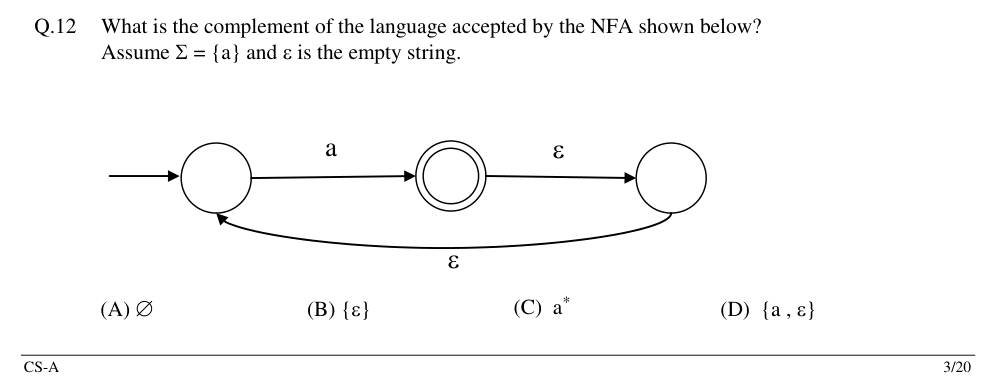 Q.12 What is the complement of the language accepted by the NFA shown below?
Assume Σ = {a} and ε is the empty string.
a
ε
ε
(A) ∅ (B) {ε} (C) a* (D) {a , ε}
CS-A 3/20